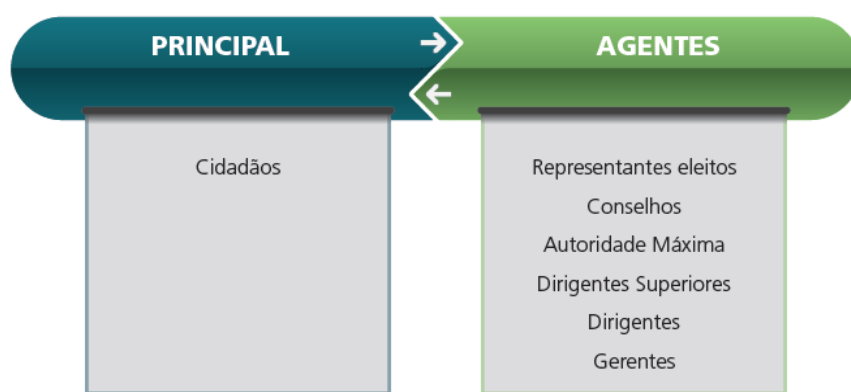 PRINCIPAL
AGENTES
Cidadãos
Representantes eleitos
Conselhos
Autoridade Máxima
Dirigentes Superiores
Dirigentes
Gerentes